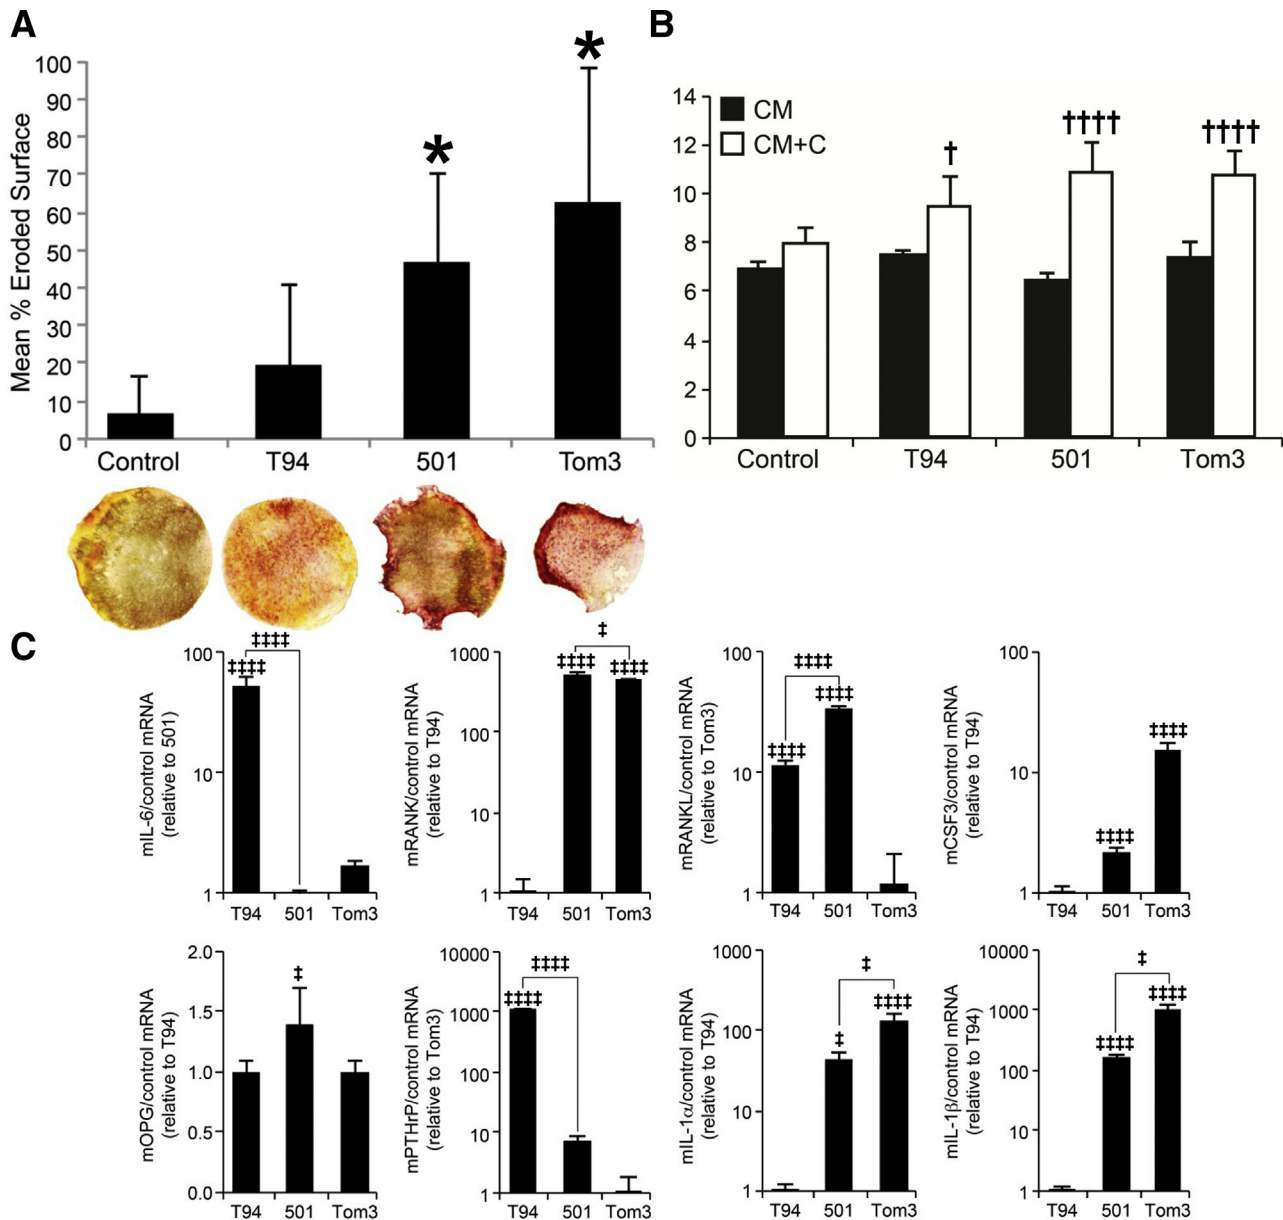 A
Mean % Eroded Surface
100
90
80
70
60
50
40
30
20
10
0
*
*
Control
T94
501
Tom3
B
14
12
10
8
6
4
2
0
CM
CM+C
†
††††
††††
Control
T94
501
Tom3
C
mIL-6/control mRNA
(relative to 501)
100
10
1
‡‡‡‡
‡‡‡‡
T94
501
Tom3
mRANK/control mRNA
(relative to T94)
1000
100
10
1
‡
‡‡‡‡
‡‡‡‡
T94
501
Tom3
mRANKL/control mRNA
(relative to Tom3)
100
10
1
‡‡‡‡
‡‡‡‡
‡‡‡‡
T94
501
Tom3
mCSF3/control mRNA
(relative to T94)
100
10
1
‡‡‡‡
‡‡‡‡
T94
501
Tom3
mOPG/control mRNA
(relative to T94)
2.0
1.5
1.0
0.5
0.0
‡
T94
501
Tom3
mPTHrP/control mRNA
(relative to Tom3)
10000
1000
100
10
1
‡‡‡‡
‡‡‡‡
T94
501
Tom3
mIL-1α/control mRNA
(relative to T94)
1000
100
10
1
‡
‡
‡‡‡‡
T94
501
Tom3
mIL-1β/control mRNA
(relative to T94)
10000
1000
100
10
1
‡
‡‡‡‡
‡‡‡‡
T94
501
Tom3